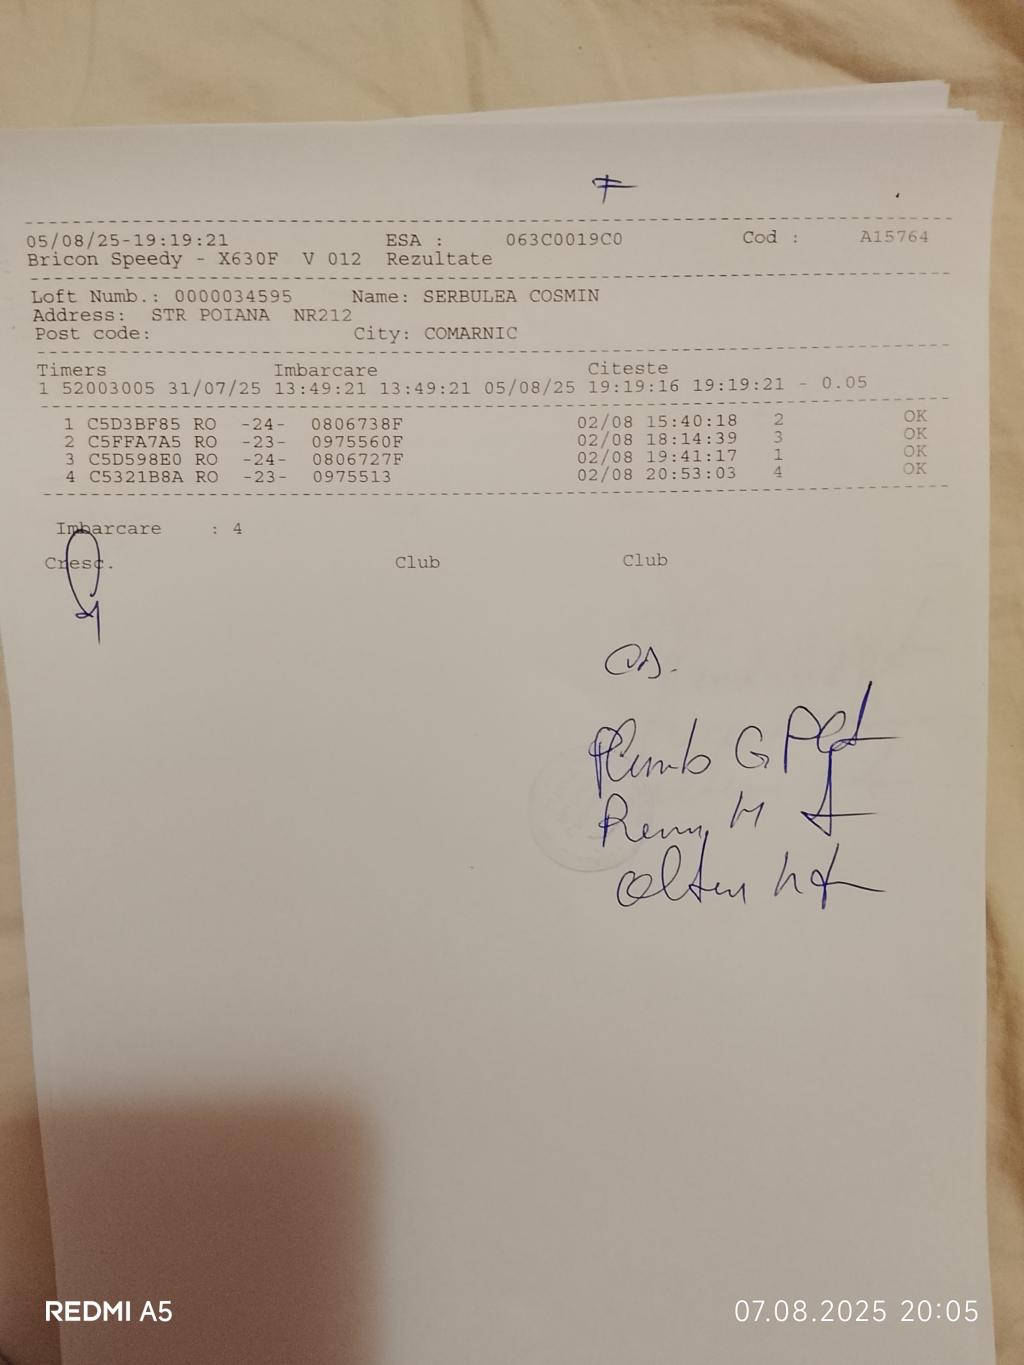 05/08/25-19:19:21 ESA : 063C0019C0 Cod : A15764
Bricon Speedy - X630F V 012 Rezultate
Loft Numb.: 0000034595 Name: SERBULEA COSMIN
Address: STR POIANA NR212
Post code: City: COMARNIC
Timers Imbarcare Citeste
1 52003005 31/07/25 13:49:21 13:49:21 05/08/25 19:19:16 19:19:21 - 0.05
1 C5D3BF85 RO -24- 0806738F 02/08 15:40:18 2 OK
2 C5FFA7A5 RO -23- 0975560F 02/08 18:14:39 3 OK
3 C5D598E0 RO -24- 0806727F 02/08 19:41:17 1 OK
4 C5321B8A RO -23- 0975513 02/08 20:53:03 4 OK
Imbarcare : 4
Cresc. Club Club
REDMI A5 07.08.2025 20:05